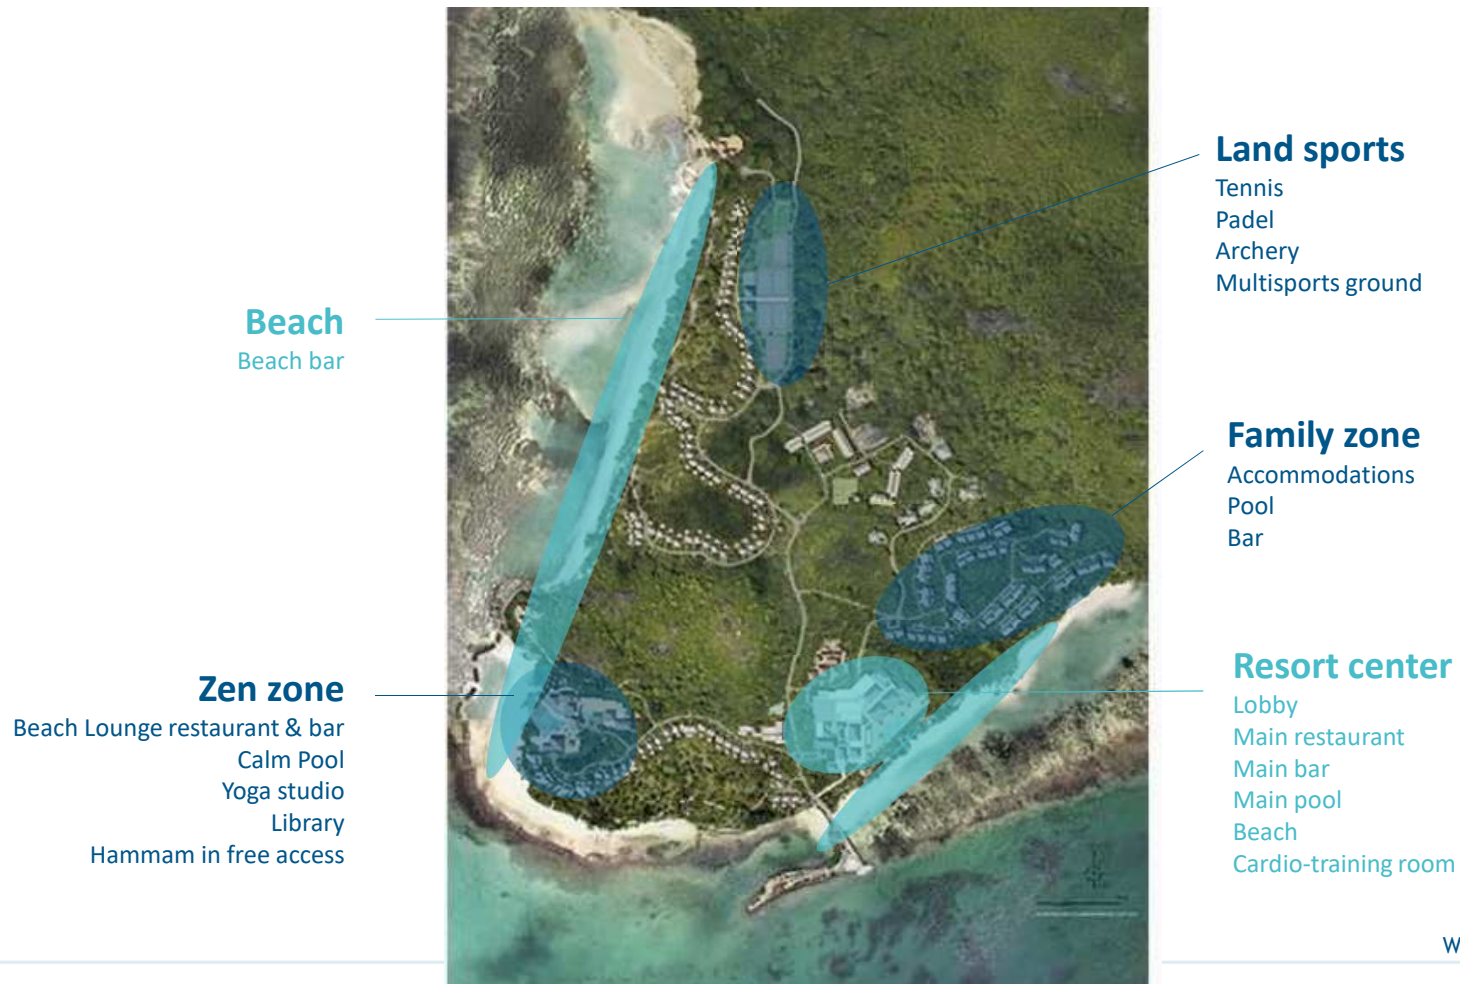 Land sports
Tennis
Padel
Archery
Multisports ground
Beach
Beach bar
Family zone
Accommodations
Pool
Bar
Zen zone
Beach Lounge restaurant & bar
Calm Pool
Yoga studio
Library
Hammam in free access
Resort center
Lobby
Main restaurant
Main bar
Main pool
Beach
Cardio-training room
W